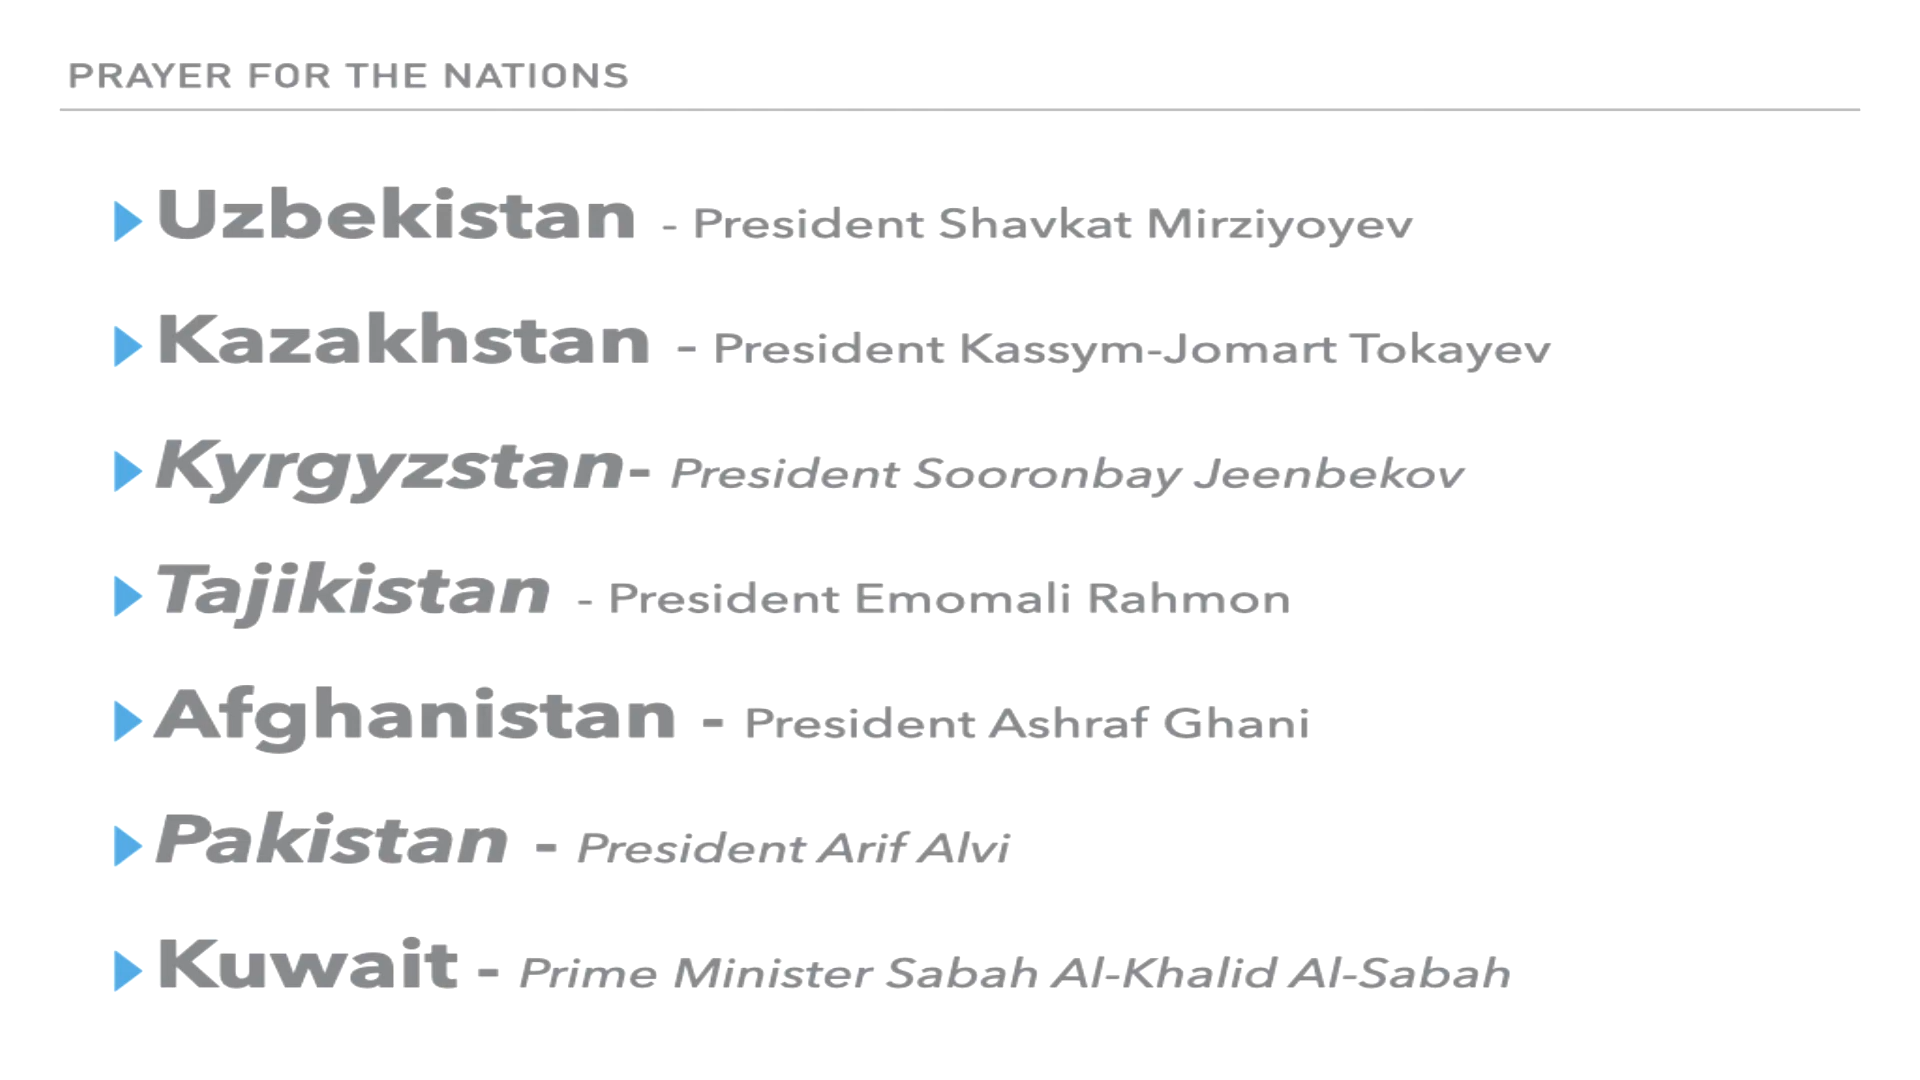 PRAYER FOR THE NATIONS
Uzbekistan - President Shavkat Mirziyoyev
Kazakhstan - President Kassym-Jomart Tokayev
Kyrgyzstan- President Sooronbay Jeenbekov
Tajikistan - President Emomali Rahmon
Afghanistan - President Ashraf Ghani
Pakistan - President Arif Alvi
Kuwait - Prime Minister Sabah Al-Khalid Al-Sabah